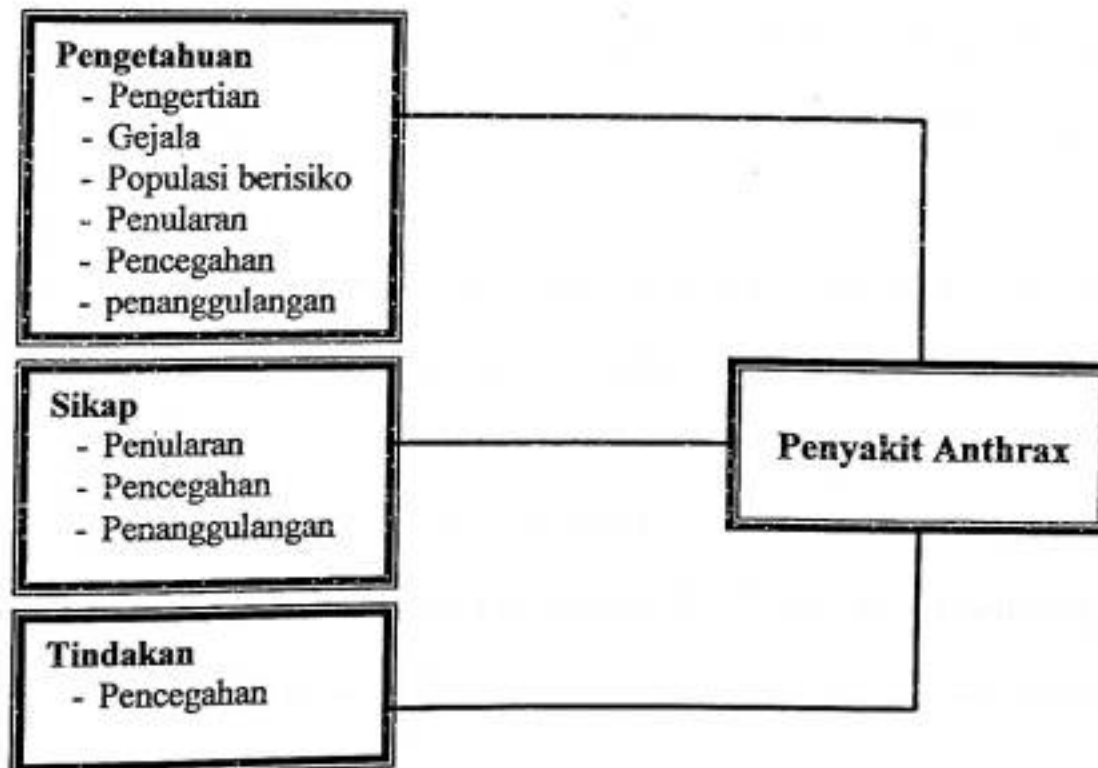 Pengetahuan
- Pengertian
- Gejala
- Populasi berisiko
- Penularan
- Pencegahan
- penanggulangan
Sikap
- Penularan
- Pencegahan
- Penanggulangan
Penyakit Anthrax
Tindakan
- Pencegahan